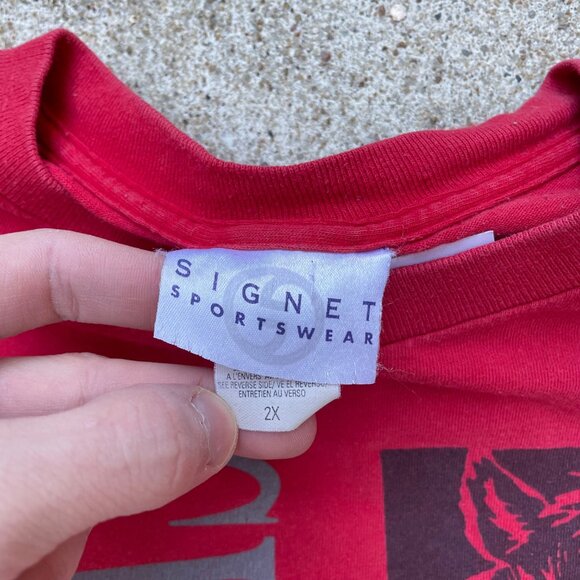 SIGNET
SPORTSWEAR
SEE REVERSE SIDE/ VE EL REVERSO/
ENTRETIEN AU VERSO
2X